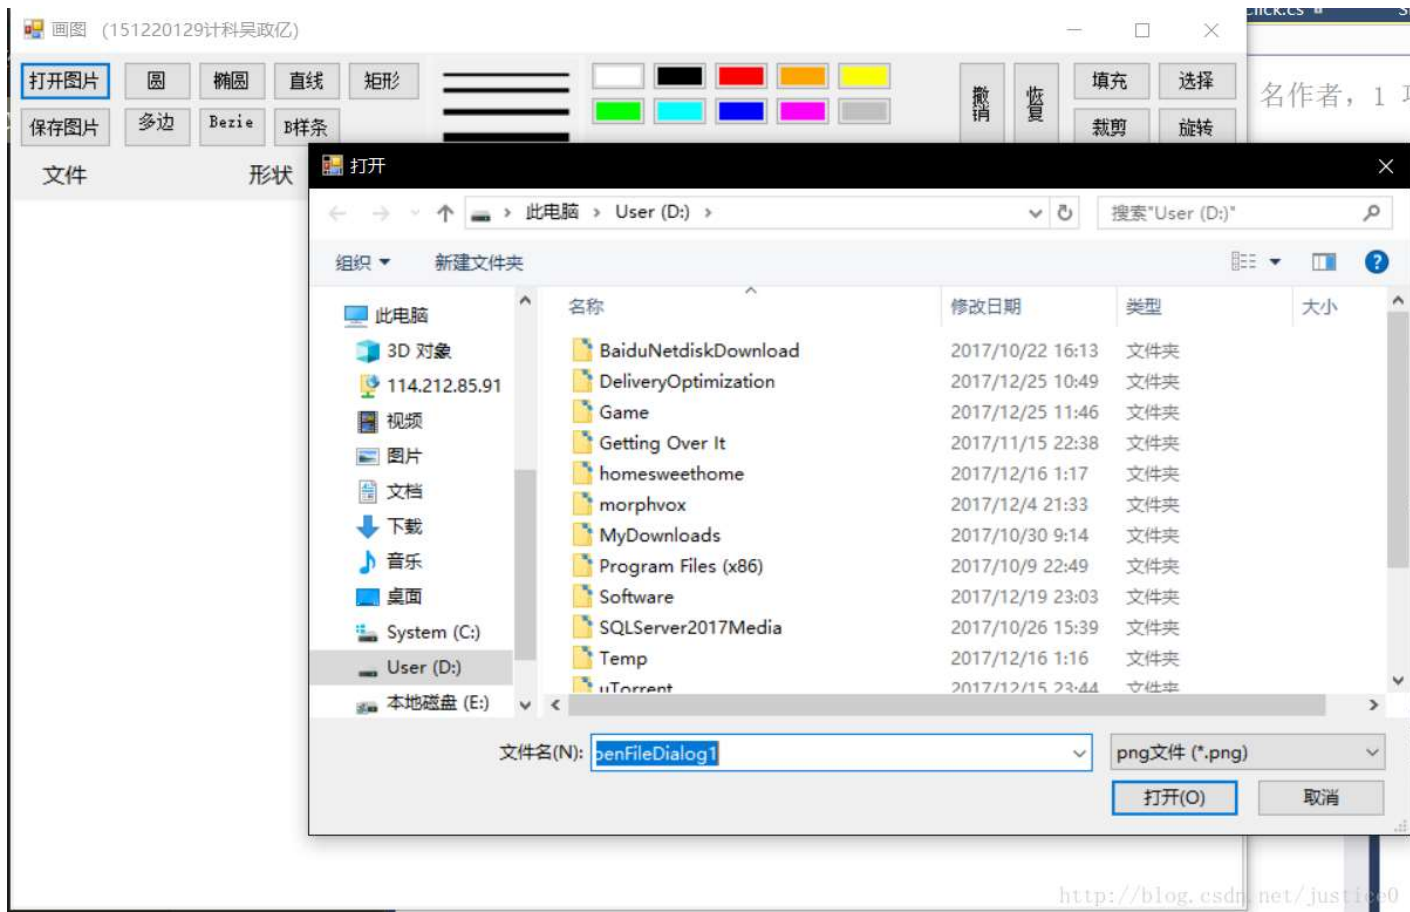 画图 (151220129计科吴政亿)
打开图片 圆 椭圆 直线 矩形 撤销 恢复 填充 选择
名作者, 1
保存图片 多边 Bezie B样条 裁剪 旋转
文件 形状
打开
此电脑 > User (D:) >
搜索"User (D:)"
组织 新建文件夹
此电脑
3D 对象
114.212.85.91
视频
图片
文档
下载
音乐
桌面
System (C:)
User (D:)
本地磁盘 (E:)
名称 修改日期 类型 大小
BaiduNetdiskDownload 2017/10/22 16:13 文件夹
DeliveryOptimization 2017/12/25 10:49 文件夹
Game 2017/12/25 11:46 文件夹
Getting Over It 2017/11/15 22:38 文件夹
homesweethome 2017/12/16 1:17 文件夹
morphvox 2017/12/4 21:33 文件夹
MyDownloads 2017/10/30 9:14 文件夹
Program Files (x86) 2017/10/9 22:49 文件夹
Software 2017/12/19 23:03 文件夹
SQLServer2017Media 2017/10/26 15:39 文件夹
Temp 2017/12/16 1:16 文件夹
uTorrent 2017/12/15 23:44 文件夹
文件名(N): penFileDialog1 png文件 (*.png)
打开(O) 取消
http://blog.csdn.net/justice0